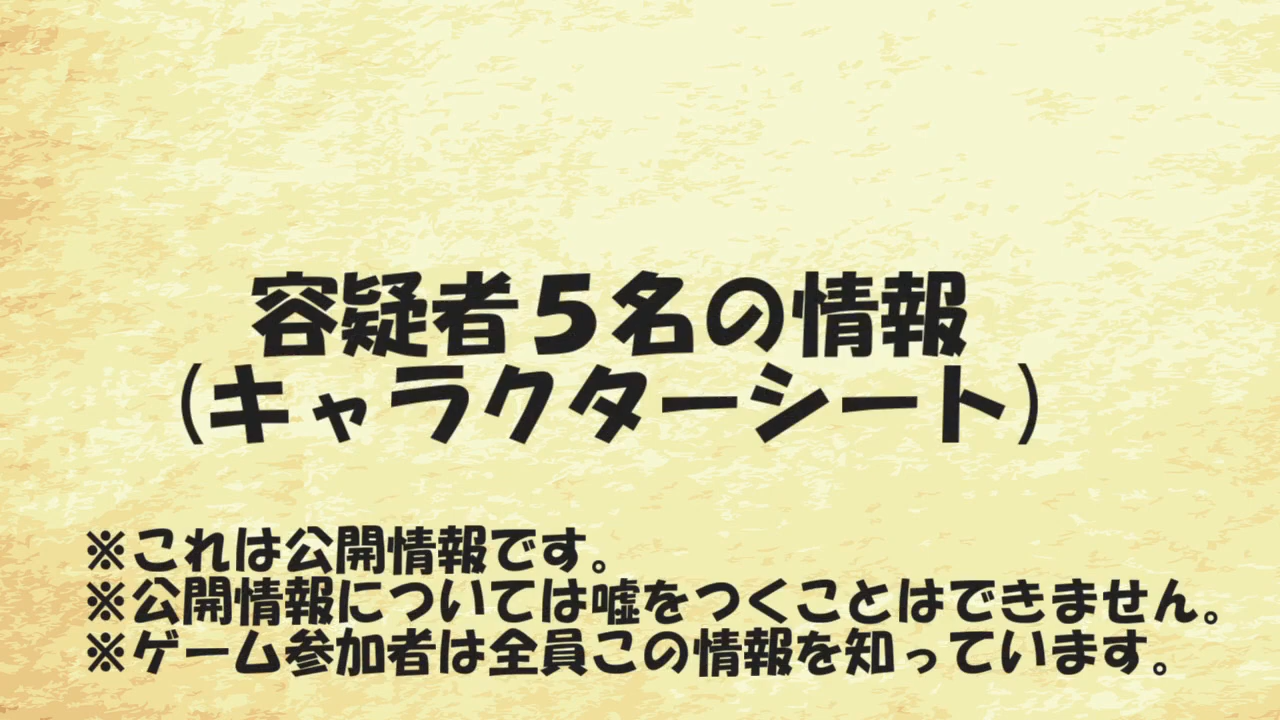 容疑者５名の情報
(キャラクターシート)
※これは公開情報です。
※公開情報については嘘をつくことはできません。
※ゲーム参加者は全員この情報を知っています。